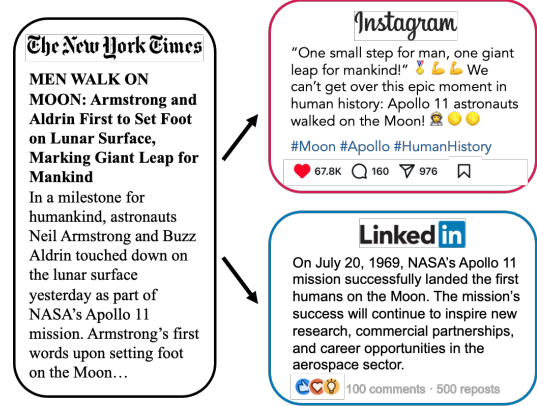 The New York Times
MEN WALK ON
MOON: Armstrong and
Aldrin First to Set Foot
on Lunar Surface,
Marking Giant Leap for
Mankind
In a milestone for
humankind, astronauts
Neil Armstrong and Buzz
Aldrin touched down on
the lunar surface
yesterday as part of
NASA's Apollo 11
mission. Armstrong's first
words upon setting foot
on the Moon…
Instagram
“One small step for man, one giant
leap for mankind!” 🏅💪💪 We
can't get over this epic moment in
human history: Apollo 11 astronauts
walked on the Moon! 🧑‍🚀🌕🌕
#Moon #Apollo #HumanHistory
67.8K 160 976
Linked in
On July 20, 1969, NASA's Apollo 11
mission successfully landed the first
humans on the Moon. The mission's
success will continue to inspire new
research, commercial partnerships,
and career opportunities in the
aerospace sector.
100 comments · 500 reposts